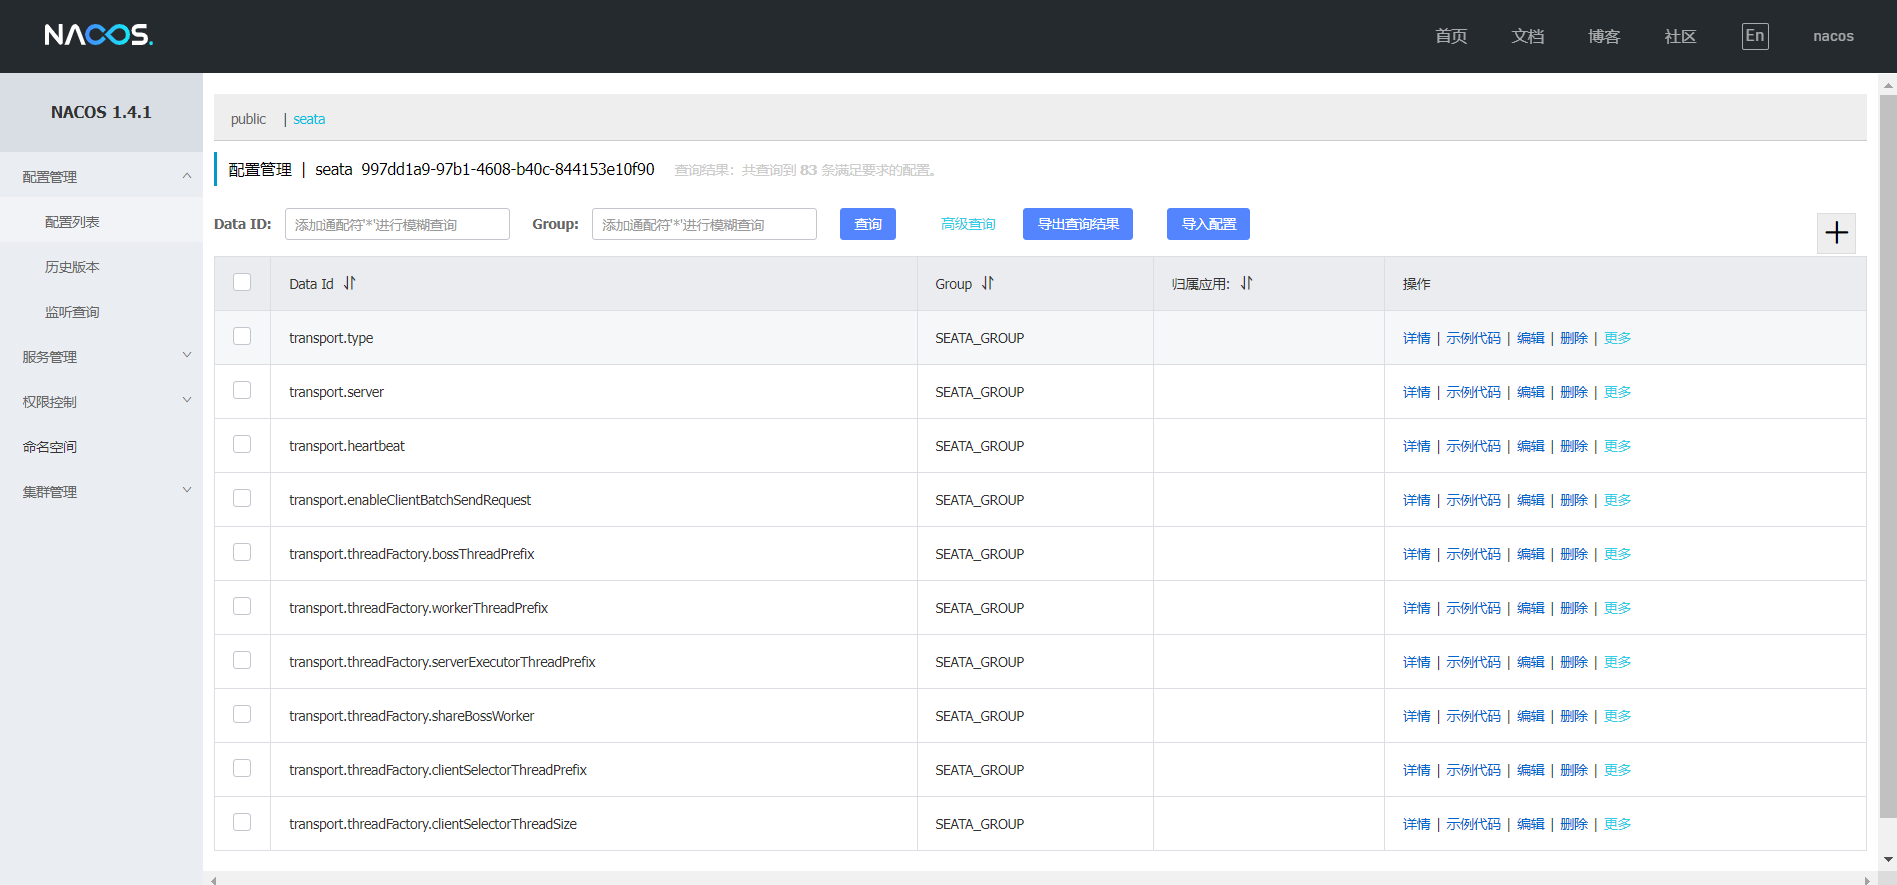 NACOS.
首页 文档 博客 社区 En nacos
NACOS 1.4.1
配置管理
配置列表
历史版本
监听查询
服务管理
权限控制
命名空间
集群管理
public | seata
配置管理 | seata 997dd1a9-97b1-4608-b40c-844153e10f90 查询结果：共查询到 83 条满足要求的配置。
Data ID: 添加通配符'*'进行模糊查询 Group: 添加通配符'*'进行模糊查询 查询 高级查询 导出查询结果 导入配置
Data Id Group 归属应用: 操作
transport.type SEATA_GROUP 详情 | 示例代码 | 编辑 | 删除 | 更多
transport.server SEATA_GROUP 详情 | 示例代码 | 编辑 | 删除 | 更多
transport.heartbeat SEATA_GROUP 详情 | 示例代码 | 编辑 | 删除 | 更多
transport.enableClientBatchSendRequest SEATA_GROUP 详情 | 示例代码 | 编辑 | 删除 | 更多
transport.threadFactory.bossThreadPrefix SEATA_GROUP 详情 | 示例代码 | 编辑 | 删除 | 更多
transport.threadFactory.workerThreadPrefix SEATA_GROUP 详情 | 示例代码 | 编辑 | 删除 | 更多
transport.threadFactory.serverExecutorThreadPrefix SEATA_GROUP 详情 | 示例代码 | 编辑 | 删除 | 更多
transport.threadFactory.shareBossWorker SEATA_GROUP 详情 | 示例代码 | 编辑 | 删除 | 更多
transport.threadFactory.clientSelectorThreadPrefix SEATA_GROUP 详情 | 示例代码 | 编辑 | 删除 | 更多
transport.threadFactory.clientSelectorThreadSize SEATA_GROUP 详情 | 示例代码 | 编辑 | 删除 | 更多